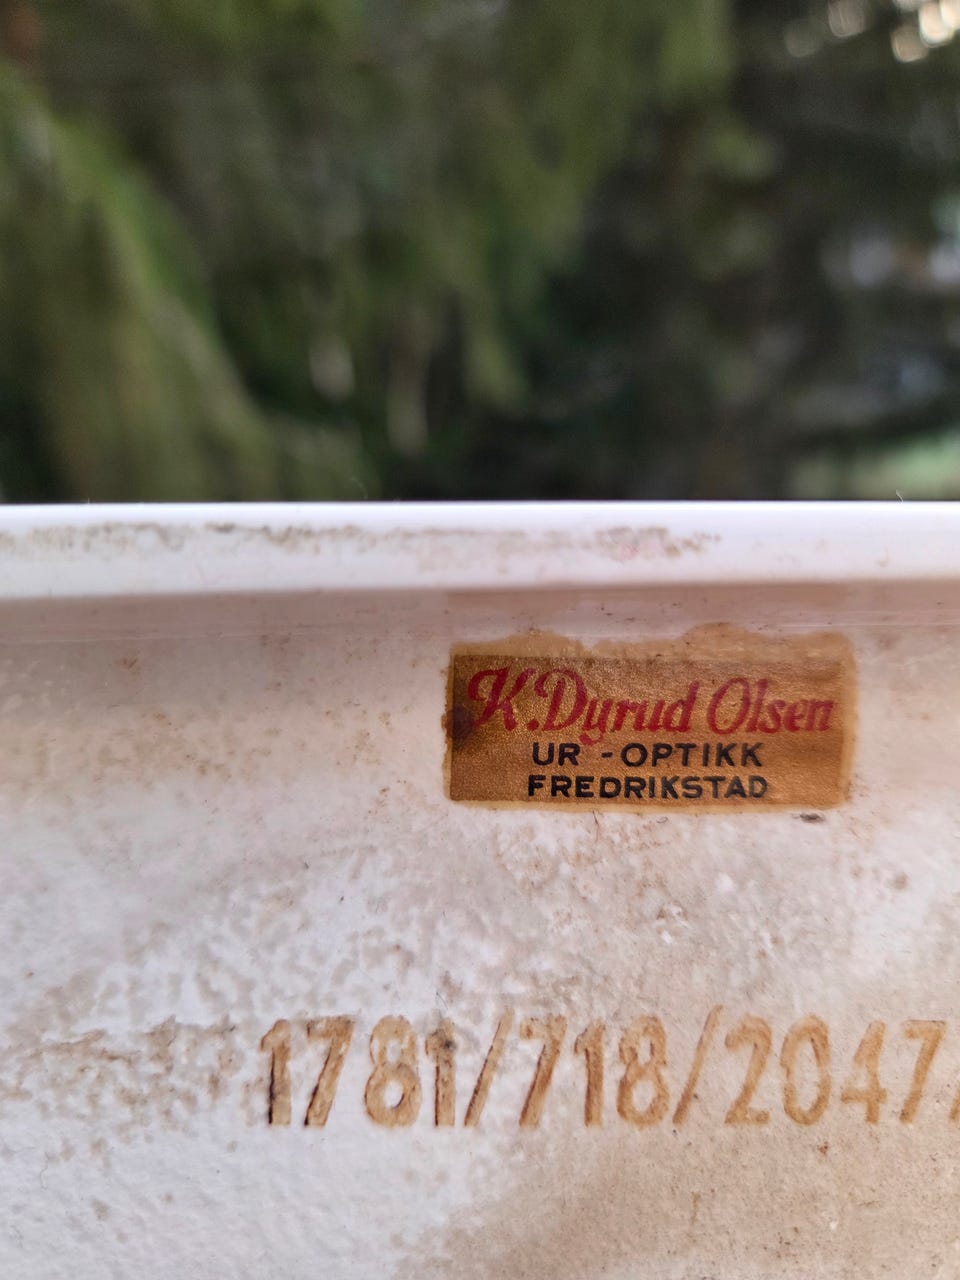 K. Dyrud Olsen
UR - OPTIKK
FREDRIKSTAD
1781/718/2047/